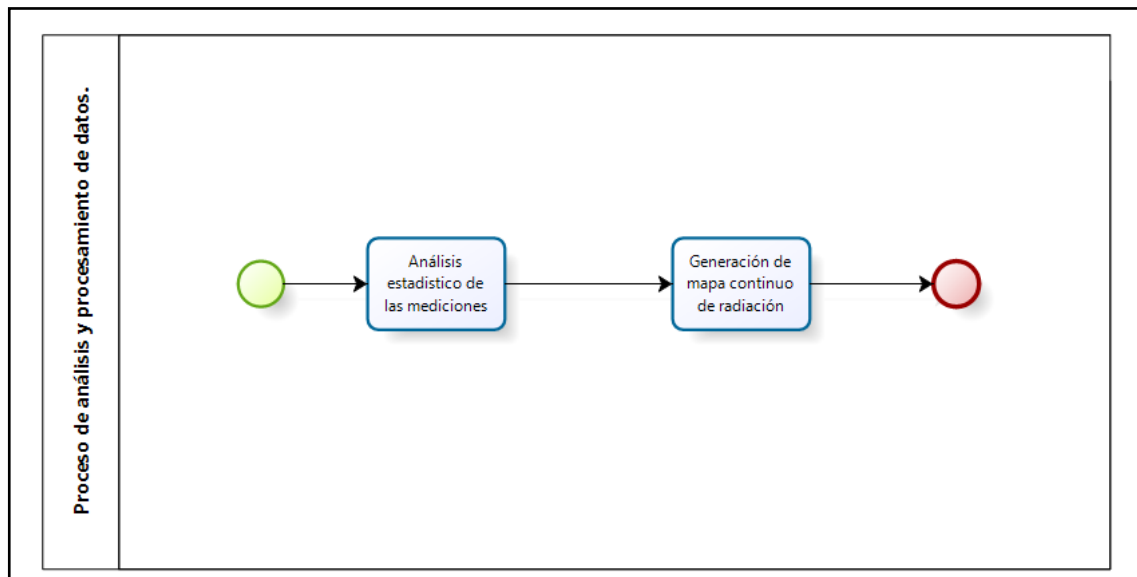 Proceso de análisis y procesamiento de datos.
Análisis
estadístico de
las mediciones
Generación de
mapa continuo
de radiación